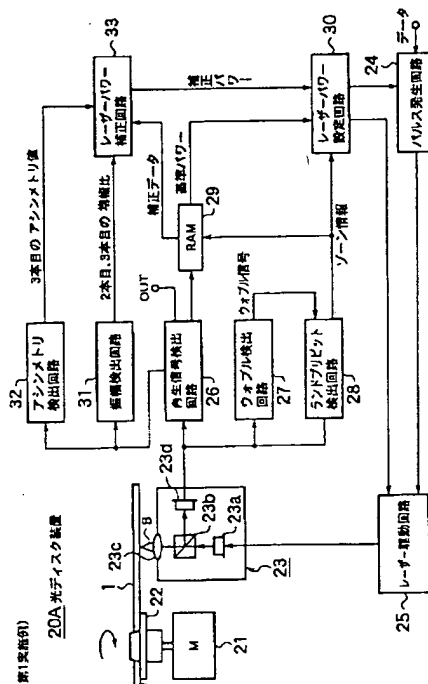 (第1実施例)
20A 光ディスク装置
3本目の アシンメトリ値
33
レーザーパワー
補正回路
補正
パワー
30
レーザーパワー
設定回路
24
データ
パルス発生回路
32
アシンメトリ
検出回路
2本目、3本目の 増幅比
31
振幅検出回路
補正データ
基準パワー
RAM
29
OUT
再生信号検出
回路
26
ゾーン情報
ウォブル信号
ウォブル検出
回路
27
ランドプリピット
検出回路
28
23d
23c
B
23b
23a
23
1
22
M
21
レーザー駆動回路
25